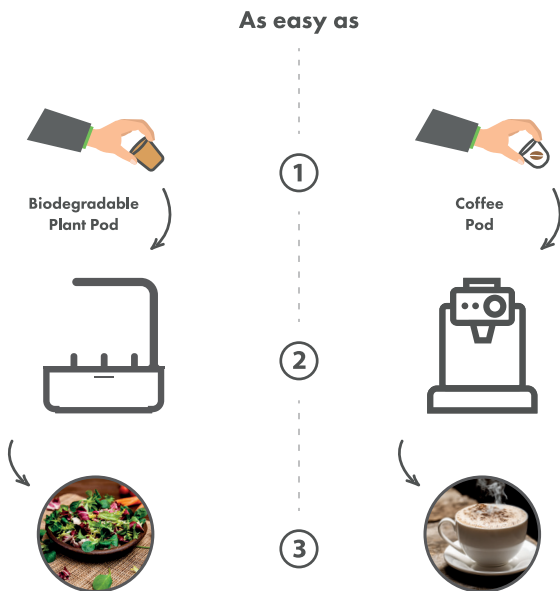 As easy as
1
Biodegradable
Plant Pod
Coffee
Pod
2
3